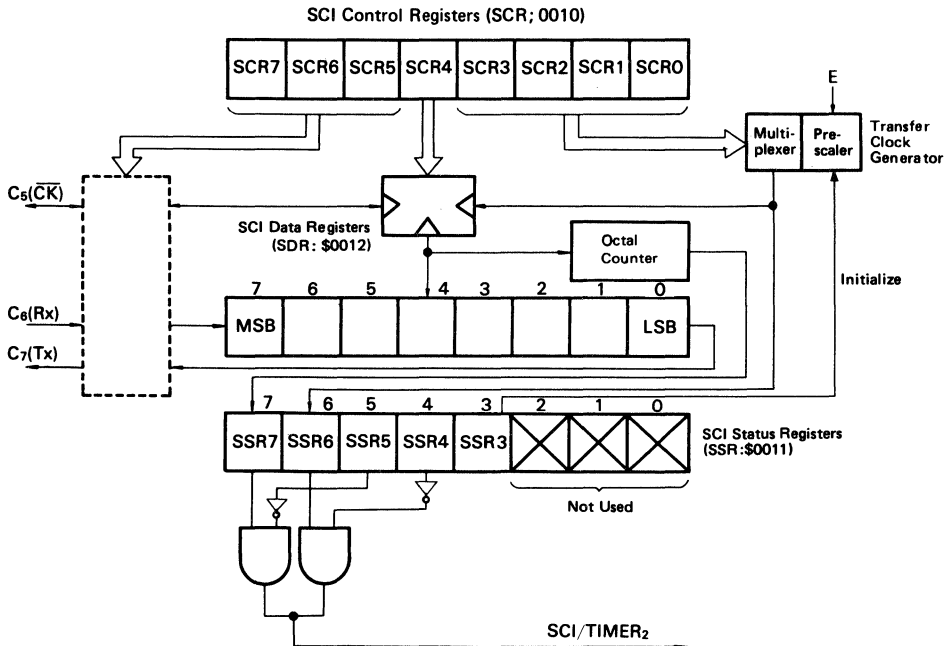 SCI Control Registers (SCR; 0010)
SCR7 SCR6 SCR5 SCR4 SCR3 SCR2 SCR1 SCR0
E
Multi-
plexer
Pre-
scaler
Transfer
Clock
Generator
C5(CK)
SCI Data Registers
(SDR: $0012)
Octal
Counter
Initialize
7 6 5 4 3 2 1 0
C6(Rx)
MSB LSB
C7(Tx)
7 6 5 4 3 2 1 0
SSR7 SSR6 SSR5 SSR4 SSR3
SCI Status Registers
(SSR:$0011)
Not Used
SCI/TIMER2